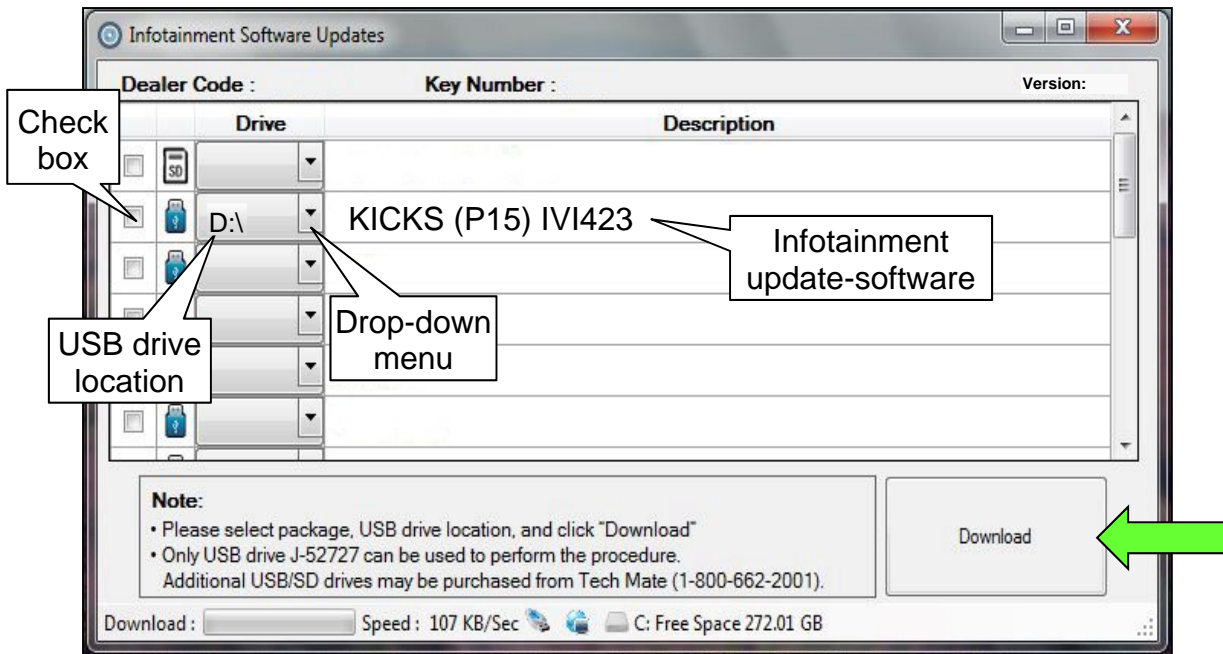 Infotainment Software Updates
Dealer Code :
Key Number :
Version:
Check
box
Drive
Description
SD
D:\
KICKS (P15) IVI423
Infotainment
update-software
USB drive
location
Drop-down
menu
Note:
• Please select package, USB drive location, and click "Download"
• Only USB drive J-52727 can be used to perform the procedure.
Additional USB/SD drives may be purchased from Tech Mate (1-800-662-2001).
Download
Download :
Speed : 107 KB/Sec
C: Free Space 272.01 GB